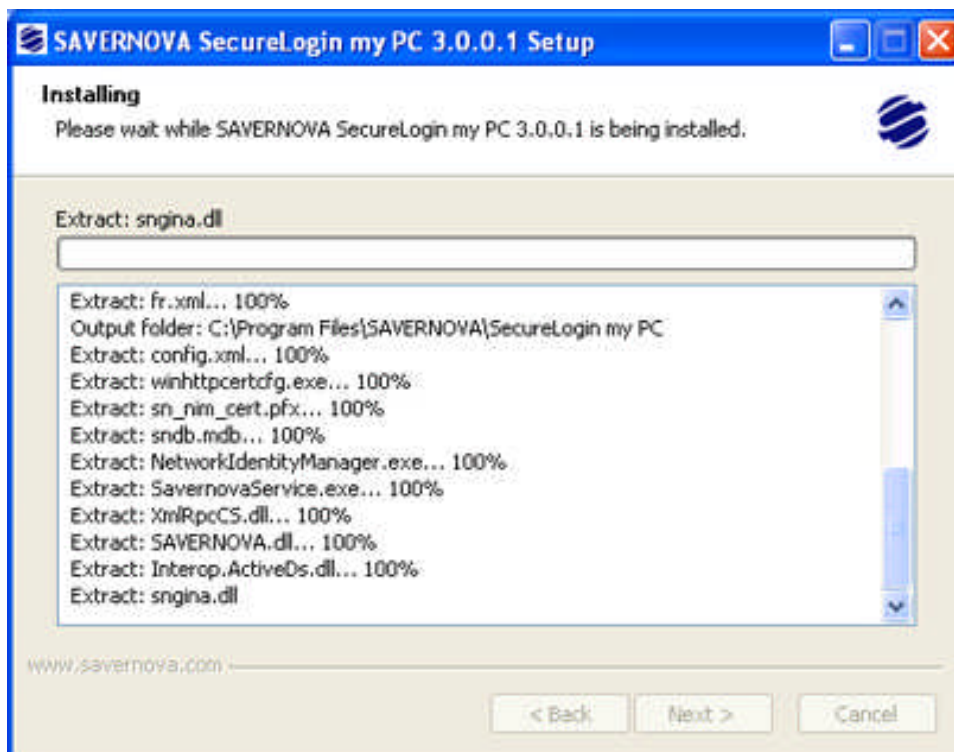 SAVERNOVA SecureLogin my PC 3.0.0.1 Setup
Installing
Please wait while SAVERNOVA SecureLogin my PC 3.0.0.1 is being installed.
Extract: sngina.dll
Extract: fr.xml... 100%
Output folder: C:\Program Files\SAVERNOVA\SecureLogin my PC
Extract: config.xml... 100%
Extract: winhttpcertcfg.exe... 100%
Extract: sn_nim_cert.pfx... 100%
Extract: sndb.mdb... 100%
Extract: NetworkIdentityManager.exe... 100%
Extract: SavernovaService.exe... 100%
Extract: XmlRpcCS.dll... 100%
Extract: SAVERNOVA.dll... 100%
Extract: Interop.ActiveDs.dll... 100%
Extract: sngina.dll
www.savernova.com
< Back Next > Cancel